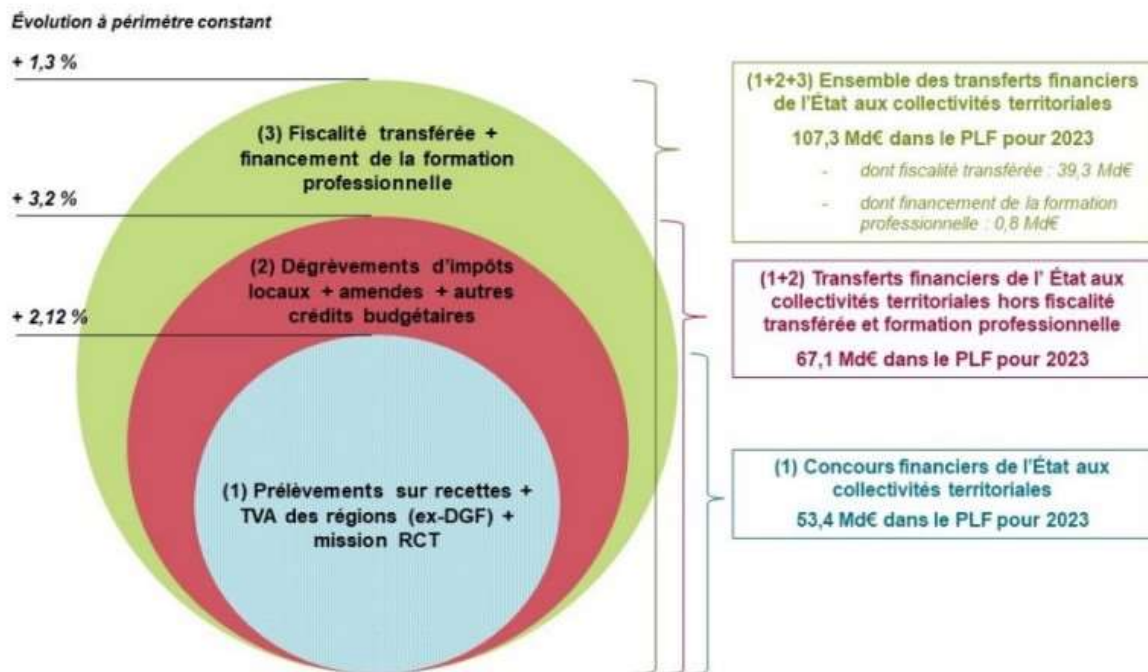 Évolution à périmètre constant
+ 1,3 %
(3) Fiscalité transférée +
financement de la formation
professionnelle
+ 3,2 %
(2) Dégrèvements d'impôts
locaux + amendes + autres
crédits budgétaires
+ 2,12 %
(1) Prélèvements sur recettes +
TVA des régions (ex-DGF) +
mission RCT
(1+2+3) Ensemble des transferts financiers
de l'État aux collectivités territoriales
107,3 Md€ dans le PLF pour 2023
- dont fiscalité transférée : 39,3 Md€
- dont financement de la formation
professionnelle : 0,8 Md€
(1+2) Transferts financiers de l' État aux
collectivités territoriales hors fiscalité
transférée et formation professionnelle
67,1 Md€ dans le PLF pour 2023
(1) Concours financiers de l'État aux
collectivités territoriales
53,4 Md€ dans le PLF pour 2023